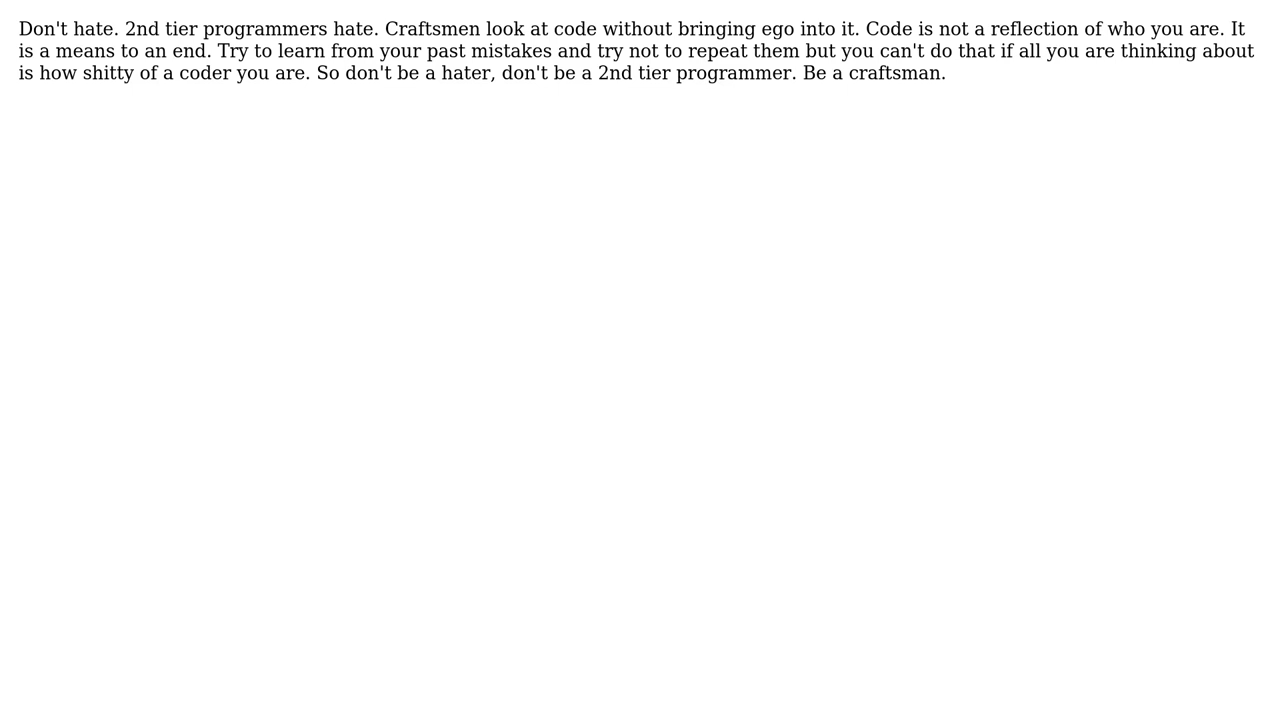 Don't hate. 2nd tier programmers hate. Craftsmen look at code without bringing ego into it. Code is not a reflection of who you are. It
is a means to an end. Try to learn from your past mistakes and try not to repeat them but you can't do that if all you are thinking about
is how shitty of a coder you are. So don't be a hater, don't be a 2nd tier programmer. Be a craftsman.